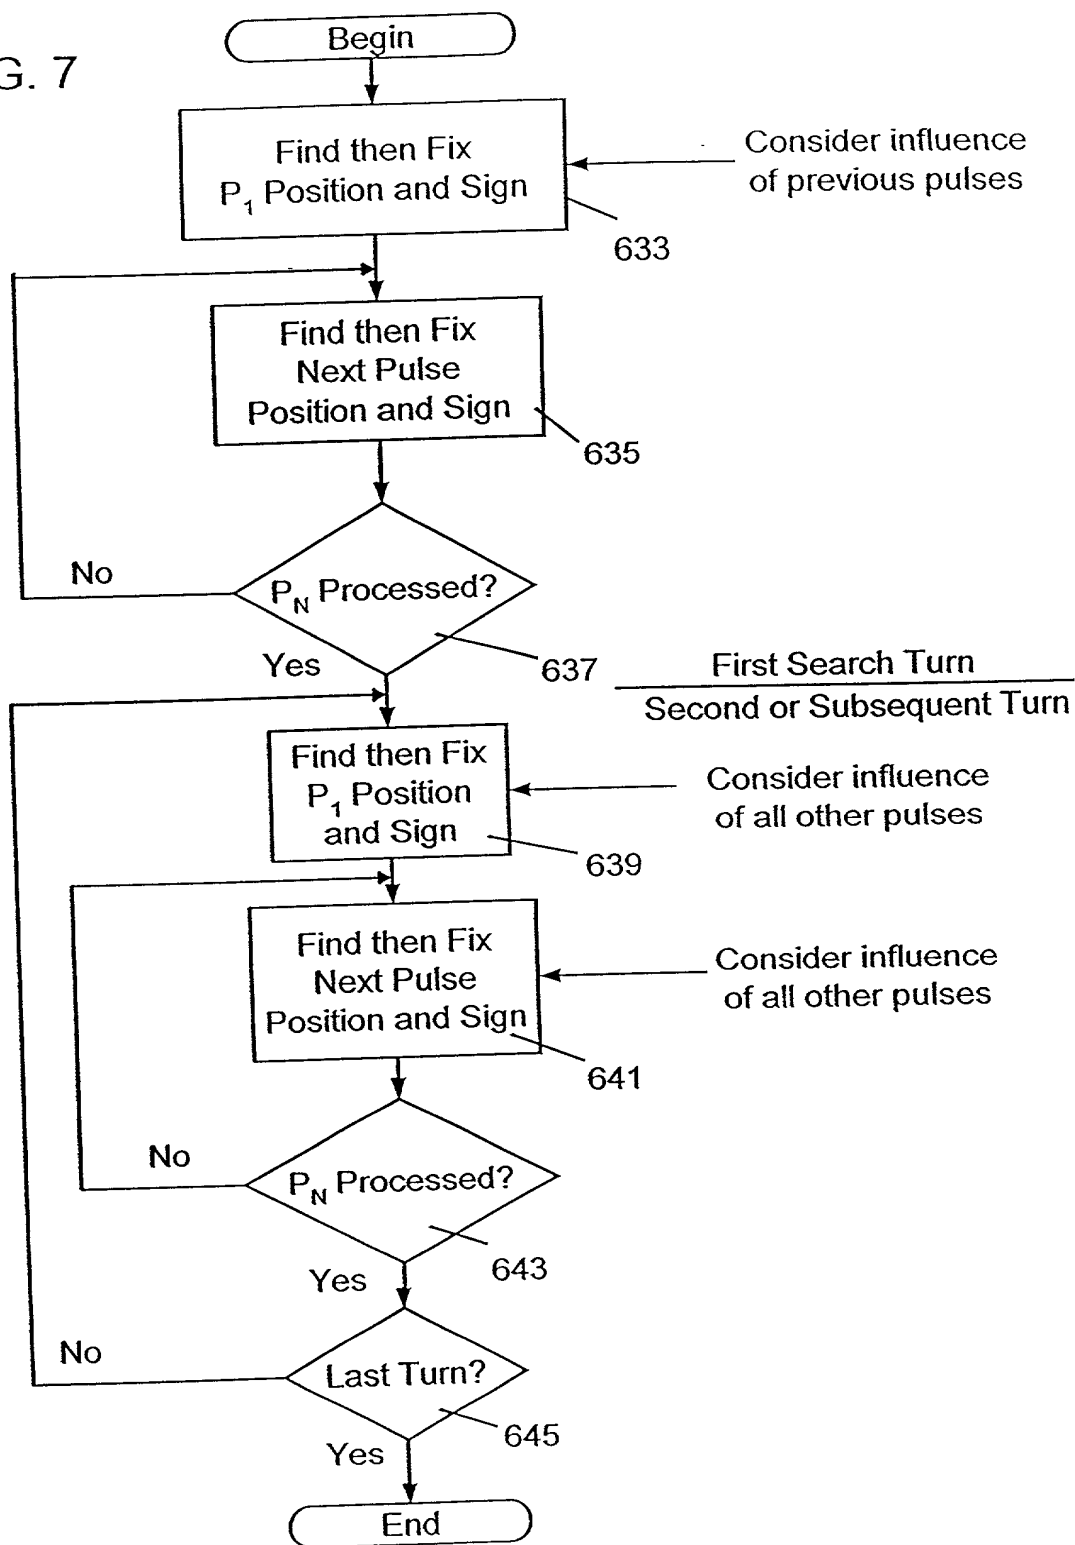 G. 7
Begin
Find then Fix
P1 Position and Sign
Consider influence
of previous pulses
633
Find then Fix
Next Pulse
Position and Sign
635
No
PN Processed?
Yes
637
First Search Turn
Second or Subsequent Turn
Find then Fix
P1 Position
and Sign
Consider influence
of all other pulses
639
Find then Fix
Next Pulse
Position and Sign
Consider influence
of all other pulses
641
No
PN Processed?
643
Yes
No
Last Turn?
645
Yes
End